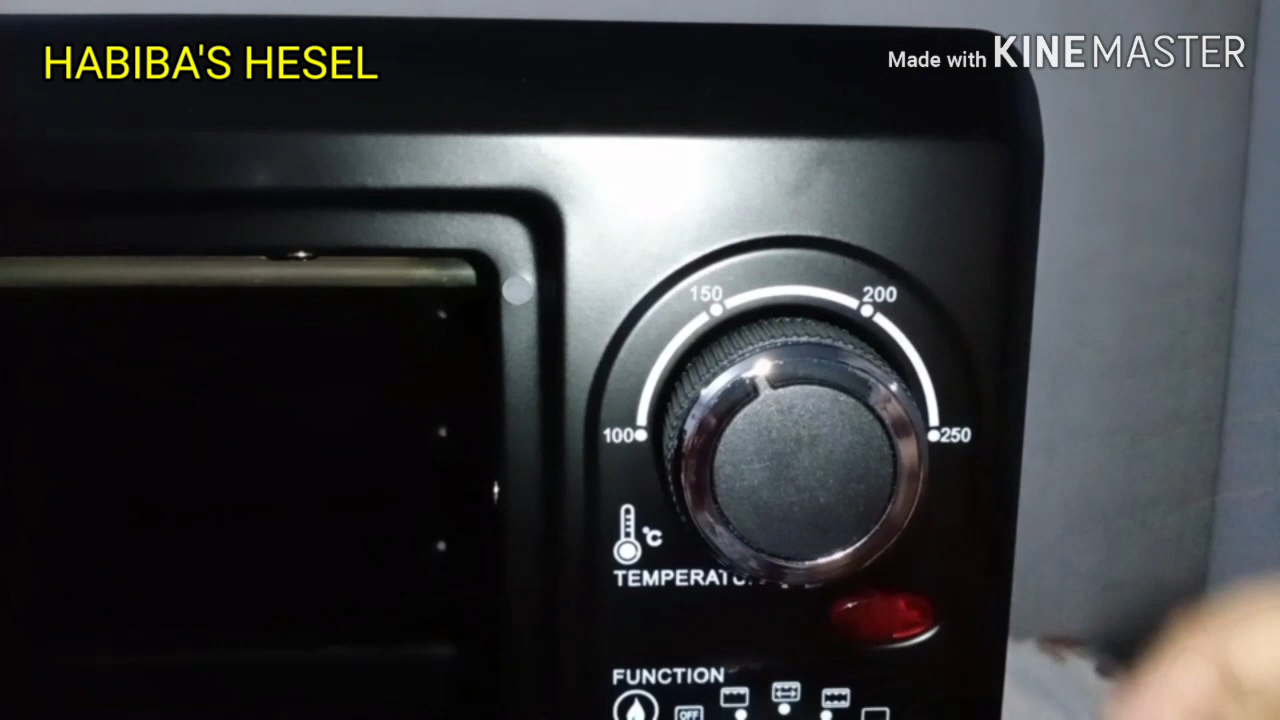 HABIBA'S HESEL
Made with KINEMASTER
150
200
100
250
°C
FUNCTION
OFF